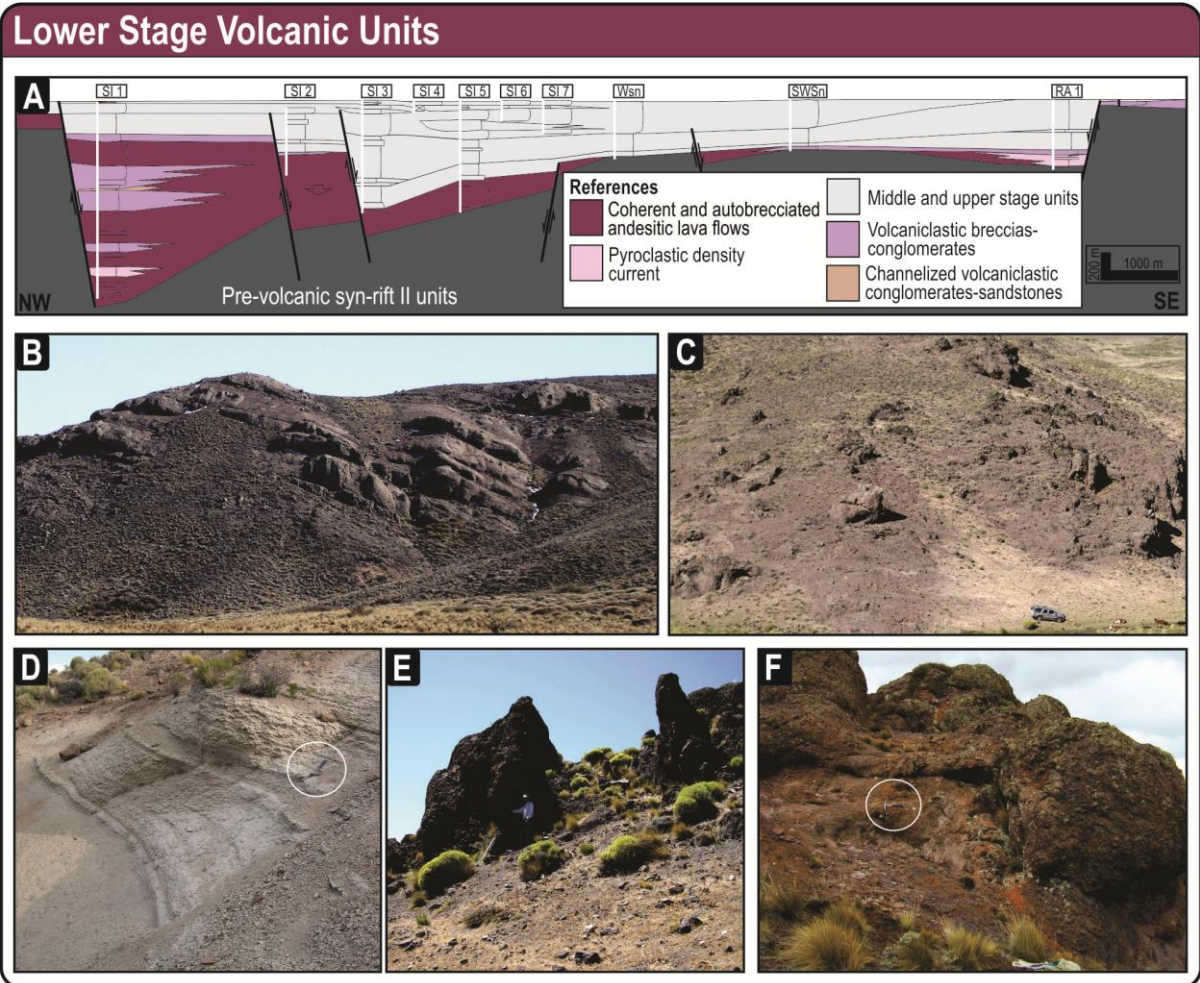 Lower Stage Volcanic Units
A
SI 1
SI 2
SI 3
SI 4
SI 5
SI 6
SI 7
Wsn
SWSn
RA 1
References
Coherent and autobrecciated
andesitic lava flows
Pyroclastic density
current
Middle and upper stage units
Volcaniclastic breccias-
conglomerates
Channelized volcaniclastic
conglomerates-sandstones
200 m
1000 m
NW
Pre-volcanic syn-rift II units
SE
B
C
D
E
F